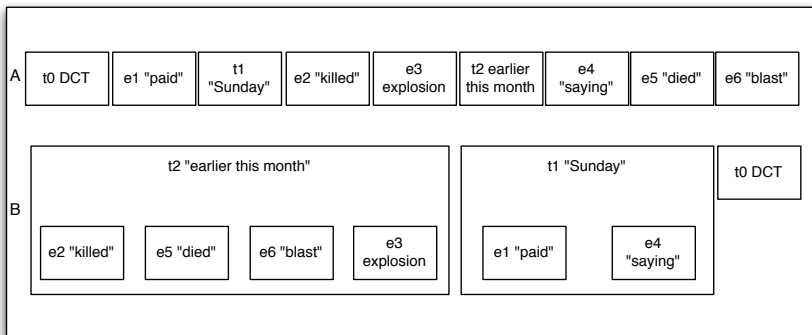 A
t0 DCT
e1 "paid"
t1
"Sunday"
e2 "killed"
e3
explosion
t2 earlier
this month
e4
"saying"
e5 "died"
e6 "blast"
B
t2 "earlier this month"
e2 "killed"
e5 "died"
e6 "blast"
e3
explosion
t1 "Sunday"
e1 "paid"
e4
"saying"
t0 DCT